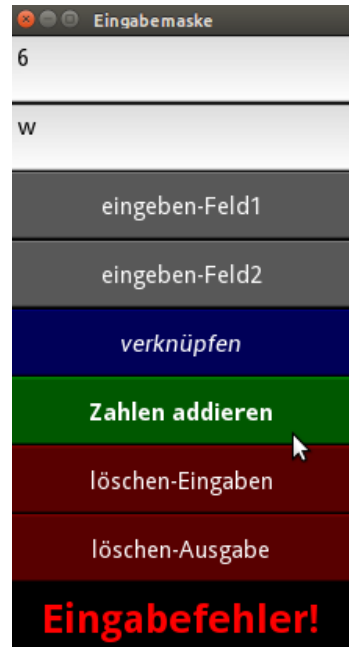 Eingabemaske
6
w
eingeben-Feld1
eingeben-Feld2
verknüpfen
Zahlen addieren
löschen-Eingaben
löschen-Ausgabe
Eingabefehler!